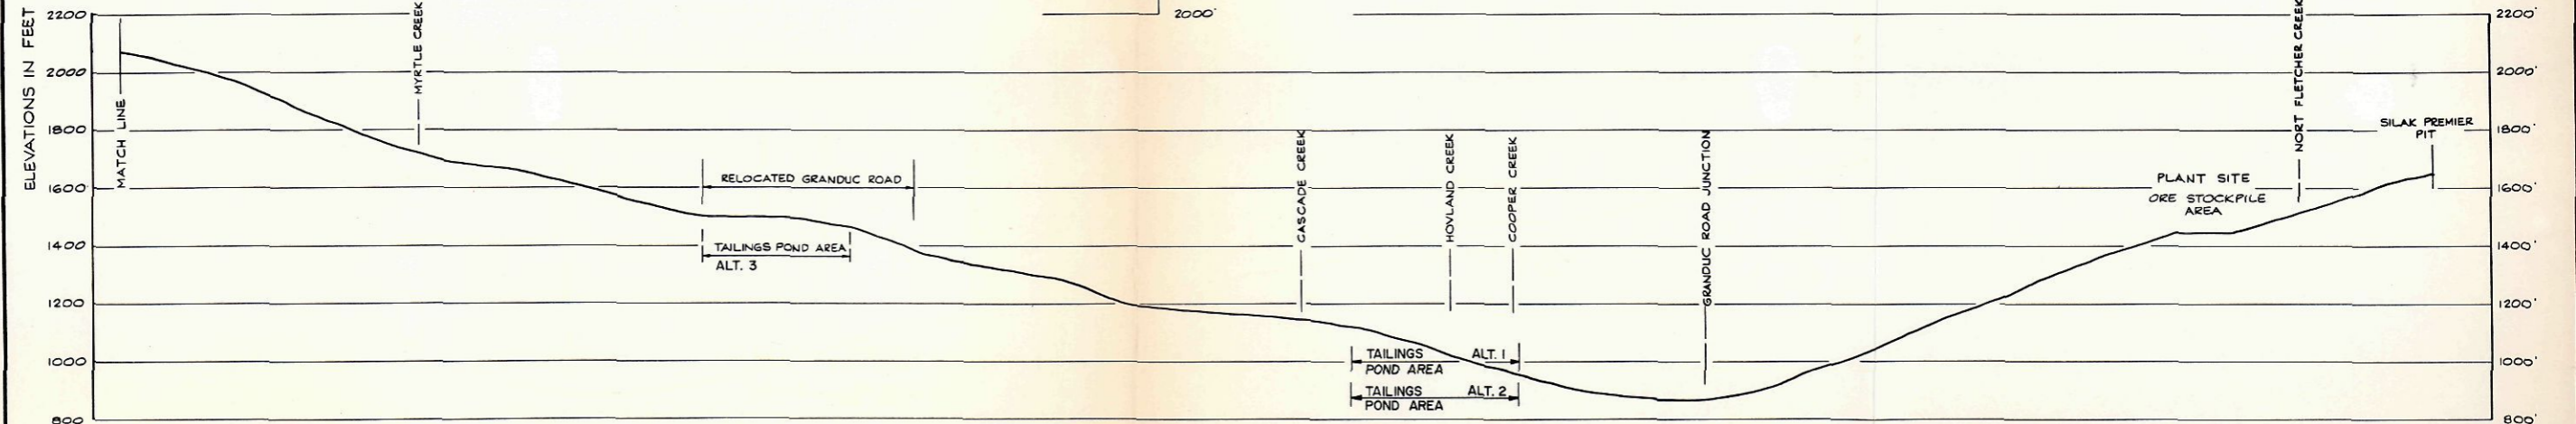 ELEVATIONS IN FEET
2200
2000
1800
1600
1400
1200
1000
800
MATCH LINE
MYRTLE CREEK
2000'
RELOCATED GRANDUC ROAD
TAILINGS POND AREA
ALT. 3
CASCADE CREEK
HOVLAND CREEK
COOPER CREEK
TAILINGS ALT. 1
POND AREA
TAILINGS ALT. 2
POND AREA
GRANDUC ROAD JUNCTION
PLANT SITE
ORE STOCKPILE
AREA
NORT FLETCHER CREEK
SILAK PREMIER
PIT
2200'
2000'
1800'
1600'
1400'
1200'
1000'
800'